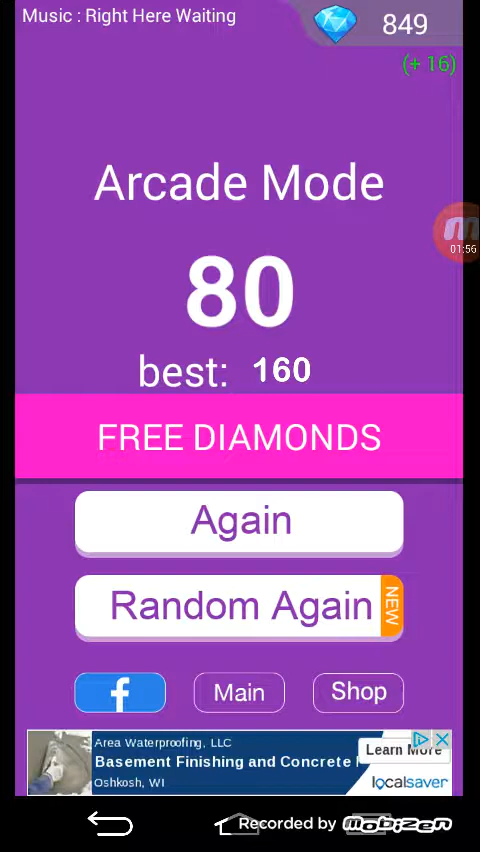 Music : Right Here Waiting
849
(+ 16)
Arcade Mode
01:56
80
best: 160
FREE DIAMONDS
Again
Random Again
NEW
f
Main
Shop
Area Waterproofing, LLC
Basement Finishing and Concrete
Oshkosh, WI
Learn More
localsaver
Recorded by mobizen